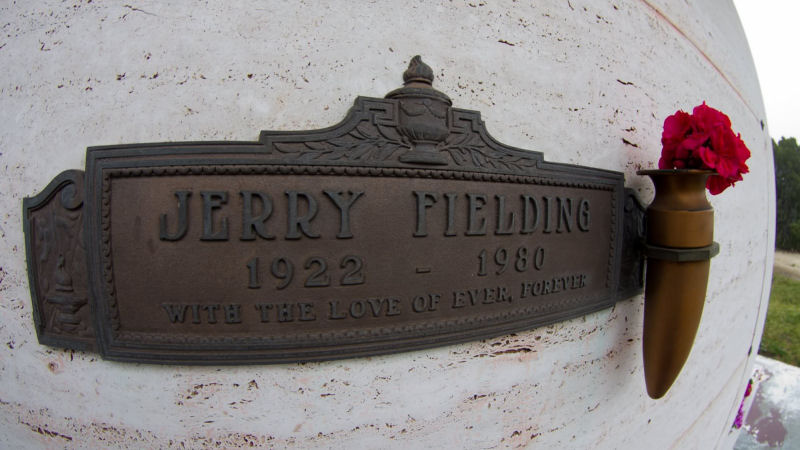 JERRY FIELDING
1922 - 1980
WITH THE LOVE OF EVER, FOREVER